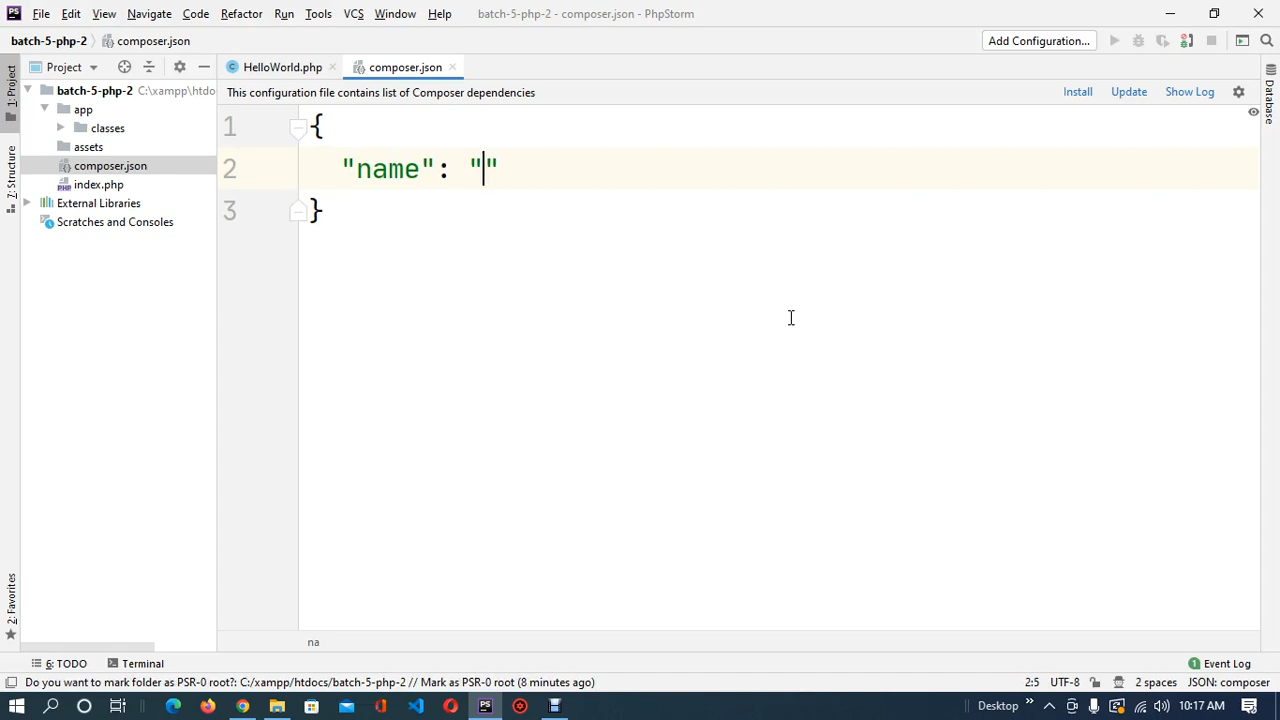 File Edit View Navigate Code Refactor Run Tools VCS Window Help batch-5-php-2 - composer.json - PhpStorm
batch-5-php-2 composer.json Add Configuration...
1: Project
Project
HelloWorld.php
composer.json
batch-5-php-2 C:\xampp\htdo
app
classes
assets
composer.json
index.php
External Libraries
Scratches and Consoles
This configuration file contains list of Composer dependencies Install Update Show Log
1 {
2 "name": ""
3 }
Database
7: Structure
2: Favorites
na
6: TODO Terminal Event Log
1
Do you want to mark folder as PSR-0 root?: C:/xampp/htdocs/batch-5-php-2 // Mark as PSR-0 root (8 minutes ago) 2:5 UTF-8 2 spaces JSON: composer
Desktop 10:17 AM